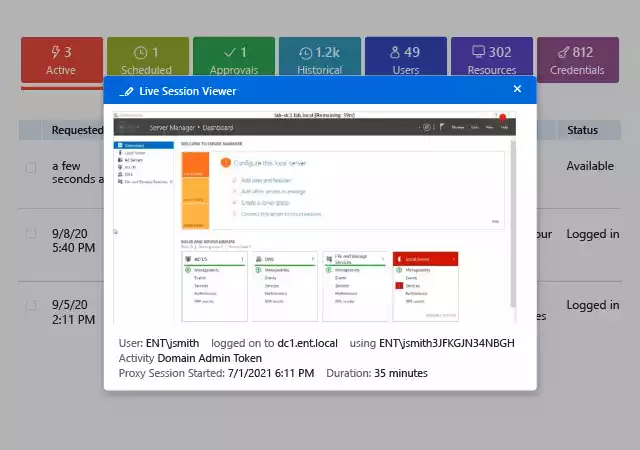 3
Active
1
Scheduled
1
Approvals
1.2k
Historical
49
Users
302
Resources
812
Credentials
Live Session Viewer
Requested
Status
a few
seconds a
Available
9/8/20
5:40 PM
our
Logged in
9/5/20
2:11 PM
es
Logged in
lab-dc1.lab.local [Remaining: 19m]
Server Manager • Dashboard
Manage
Help
Dashboard
Local Server
All Servers
AD DS
DNS
File and Storage Services
WELCOME TO SERVER MANAGER
Configure this local server
Add roles and features
Add other servers to manage
Create a server group
Connect this server to cloud services
Hide
ROLES AND SERVER GROUPS
AD DS 1
Manageability
Events
Services
Performance
BPA results
DNS 1
Manageability
Events
Services
Performance
BPA results
File and Storage
Services 1
Manageability
Events
Services
Performance
BPA results
Local Server 1
Manageability
Events
Services
Performance
BPA results
User: ENT\jsmith logged on to dc1.ent.local using ENT\jsmith3JFKGJN34NBGH
Activity Domain Admin Token
Proxy Session Started: 7/1/2021 6:11 PM Duration: 35 minutes